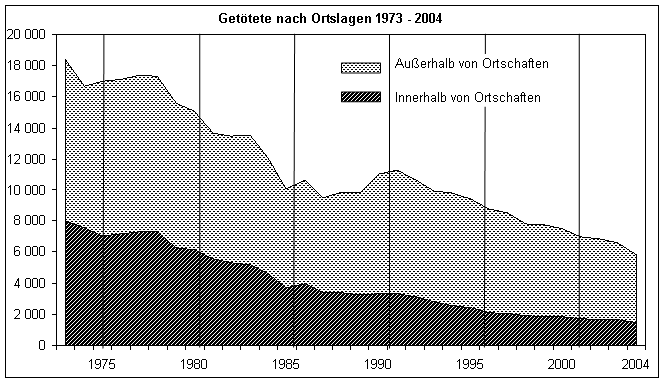 Getötete nach Ortslagen 1973 - 2004
20 000
18 000
16 000
14 000
12 000
10 000
8 000
6 000
4 000
2 000
0
Außerhalb von Ortschaften
Innerhalb von Ortschaften
1975 1980 1985 1990 1995 2000 2004